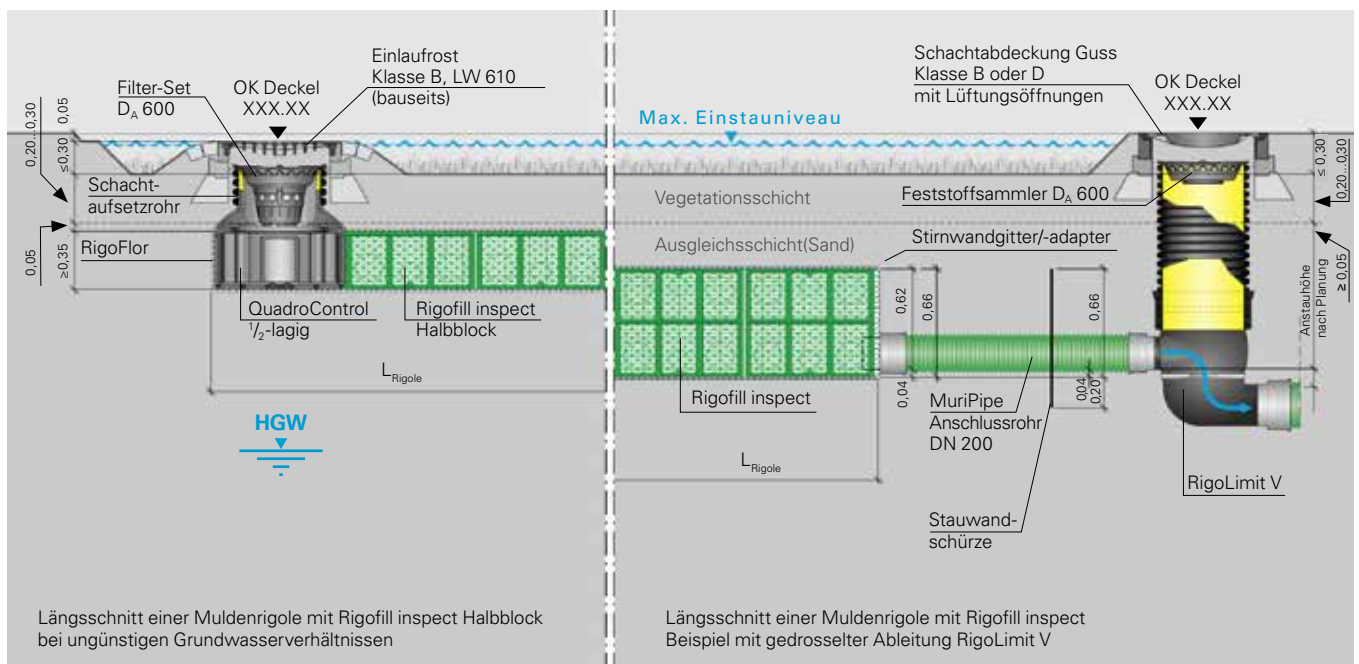 Einlaufrost
Klasse B, LW 610
(bauseits)
Filter-Set
DA 600
OK Deckel
XXX.XX
Schachtabdeckung Guss
Klasse B oder D
mit Lüftungsöffnungen
OK Deckel
XXX.XX
Max. Einstauniveau
0,20...0,30
0,05
≤0,30
Schacht-
aufsetzrohr
Vegetationsschicht
Feststoffsammler DA 600
≤ 0,30
0,20...0,30
RigoFlor
0,05
≥0,35
Ausgleichsschicht(Sand)
Stirnwandgitter/-adapter
≥ 0,05
Anstauhöhe
nach Planung
QuadroControl
1/2-lagig
Rigofill inspect
Halbblock
0,62
0,66
0,66
0,04
0,04
0,20
LRigole
Rigofill inspect
MuriPipe
Anschlussrohr
DN 200
HGW
LRigole
RigoLimit V
Stauwand-
schürze
Längsschnitt einer Muldenrigole mit Rigofill inspect Halbblock
bei ungünstigen Grundwasserverhältnissen
Längsschnitt einer Muldenrigole mit Rigofill inspect
Beispiel mit gedrosselter Ableitung RigoLimit V